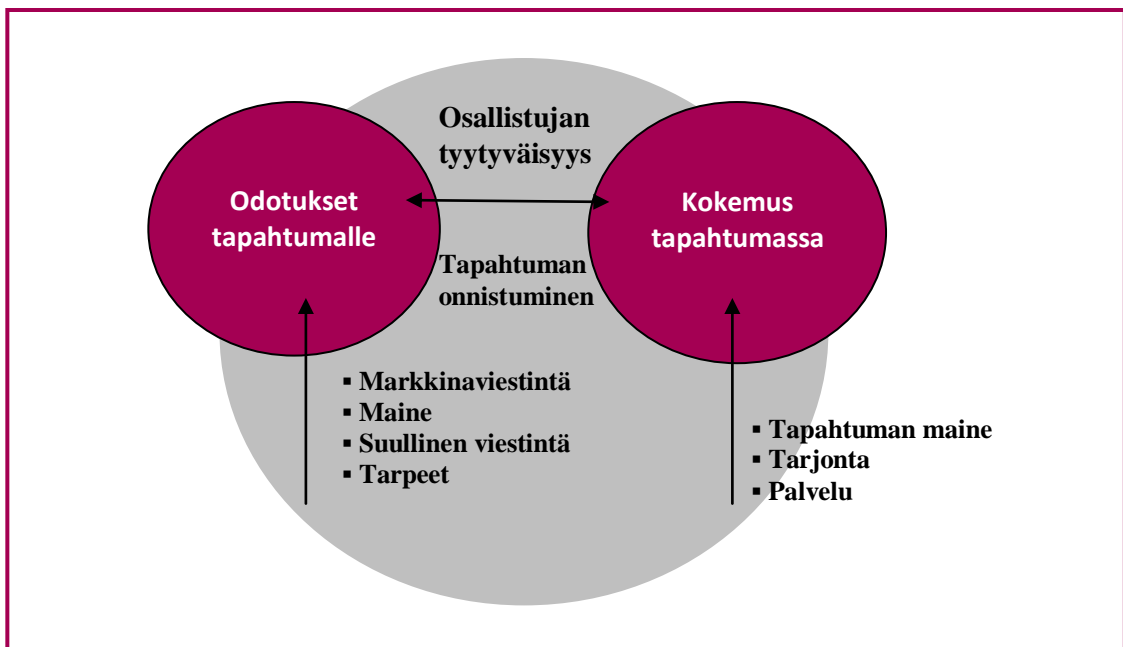 Osallistujan
tyytyväisyys
Odotukset
tapahtumalle
Kokemus
tapahtumassa
Tapahtuman
onnistuminen
▪ Markkinaviestintä
▪ Maine
▪ Suullinen viestintä
▪ Tarpeet
▪ Tapahtuman maine
▪ Tarjonta
▪ Palvelu